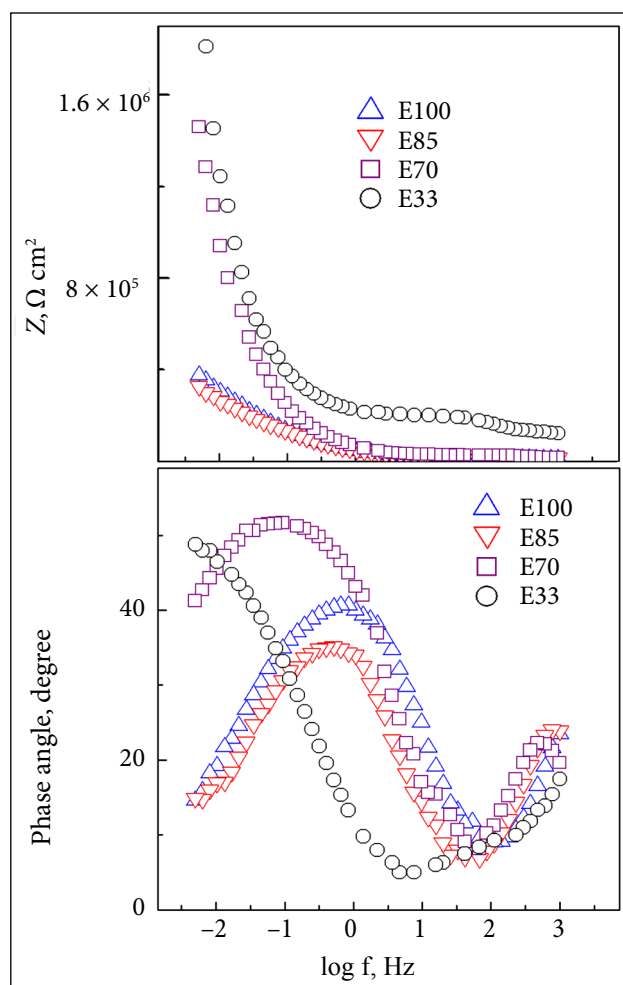 1.6 × 10⁶
8 × 10⁵
Z, Ω cm²
E100
E85
E70
E33
40
20
0
Phase angle, degree
E100
E85
E70
E33
−2 −1 0 1 2 3
log f, Hz